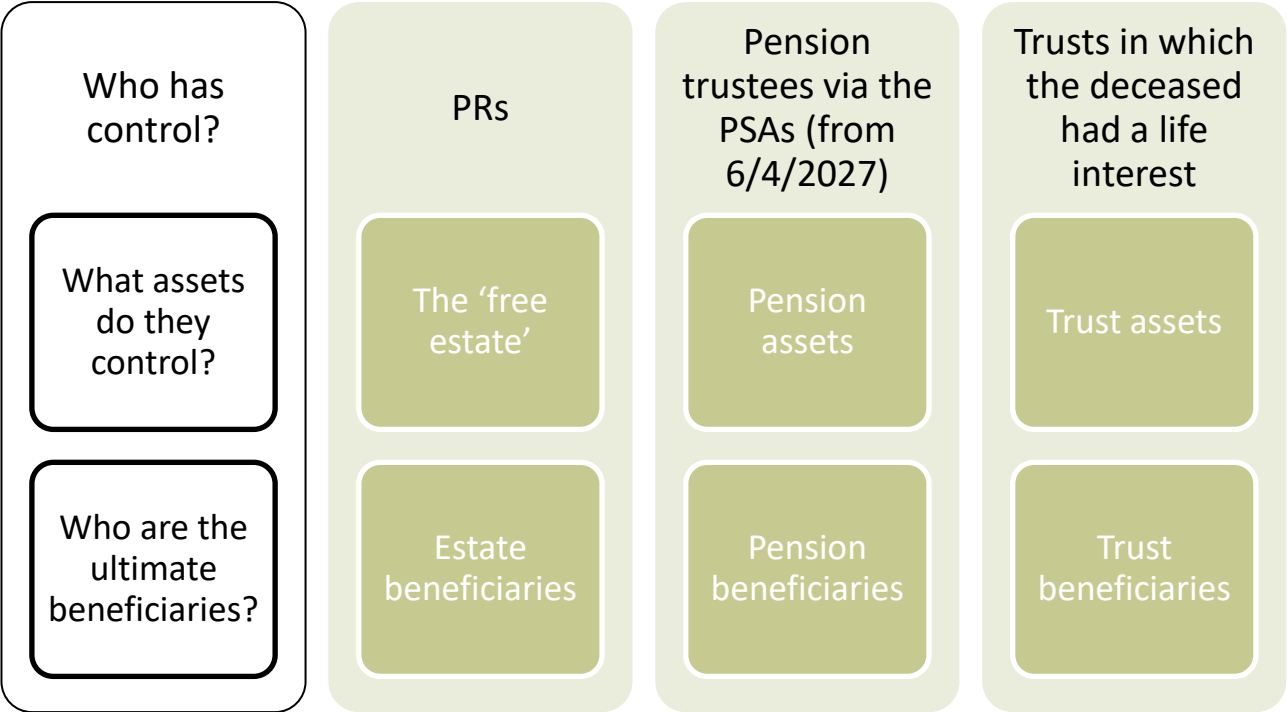 Who has
control?
What assets
do they
control?
Who are the
ultimate
beneficiaries?
PRs
The ‘free
estate’
Estate
beneficiaries
Pension
trustees via the
PSAs (from
6/4/2027)
Pension
assets
Pension
beneficiaries
Trusts in which
the deceased
had a life
interest
Trust assets
Trust
beneficiaries